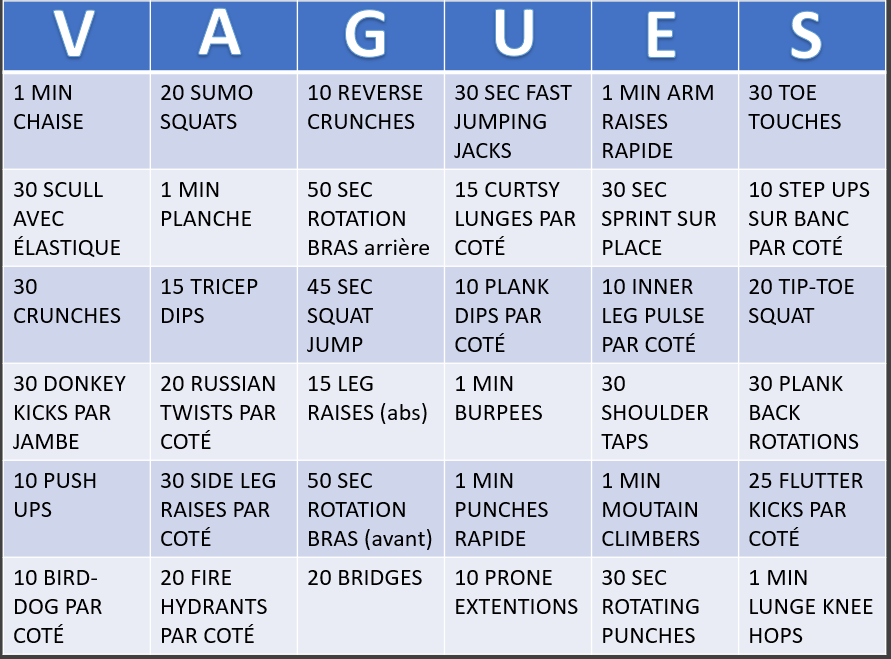 V A G U E S
1 MIN
CHAISE
20 SUMO
SQUATS
10 REVERSE
CRUNCHES
30 SEC FAST
JUMPING
JACKS
1 MIN ARM
RAISES
RAPIDE
30 TOE
TOUCHES
30 SCULL
AVEC
ÉLASTIQUE
1 MIN
PLANCHE
50 SEC
ROTATION
BRAS arrière
15 CURTSY
LUNGES PAR
COTÉ
30 SEC
SPRINT SUR
PLACE
10 STEP UPS
SUR BANC
PAR COTÉ
30
CRUNCHES
15 TRICEP
DIPS
45 SEC
SQUAT
JUMP
10 PLANK
DIPS PAR
COTÉ
10 INNER
LEG PULSE
PAR COTÉ
20 TIP-TOE
SQUAT
30 DONKEY
KICKS PAR
JAMBE
20 RUSSIAN
TWISTS PAR
COTÉ
15 LEG
RAISES (abs)
1 MIN
BURPEES
30
SHOULDER
TAPS
30 PLANK
BACK
ROTATIONS
10 PUSH
UPS
30 SIDE LEG
RAISES PAR
COTÉ
50 SEC
ROTATION
BRAS (avant)
1 MIN
PUNCHES
RAPIDE
1 MIN
MOUTAIN
CLIMBERS
25 FLUTTER
KICKS PAR
COTÉ
10 BIRD-
DOG PAR
COTÉ
20 FIRE
HYDRANTS
PAR COTÉ
20 BRIDGES
10 PRONE
EXTENTIONS
30 SEC
ROTATING
PUNCHES
1 MIN
LUNGE KNEE
HOPS